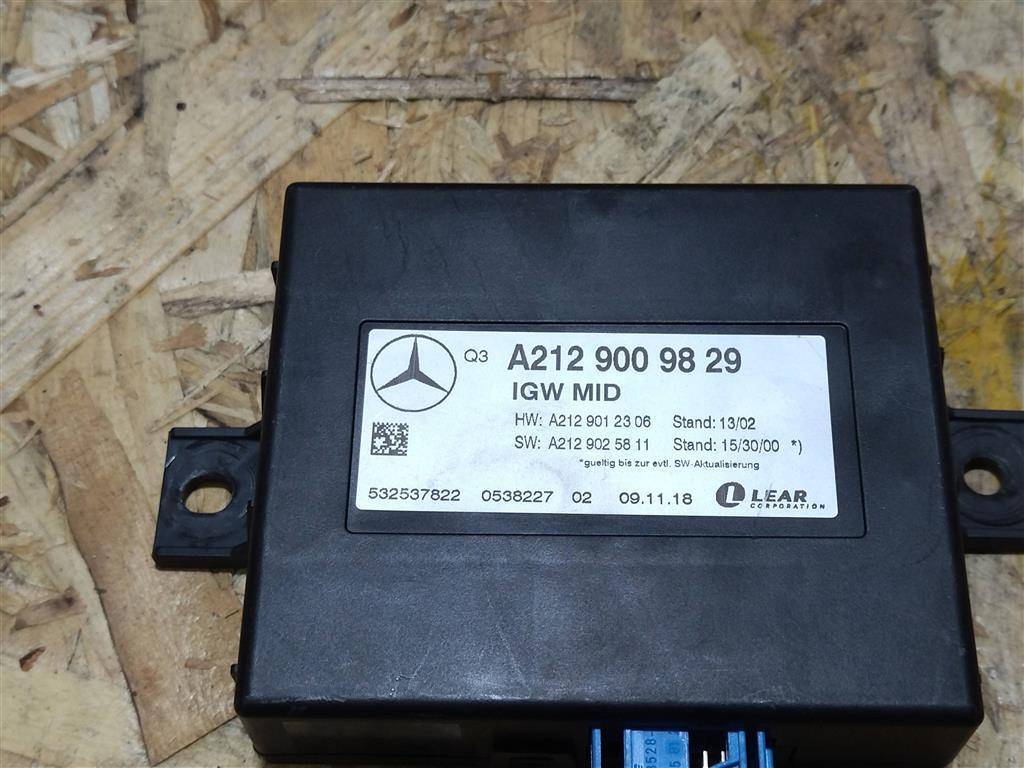 Q3 A212 900 98 29
IGW MID
HW: A212 901 23 06 Stand: 13/02
SW: A212 902 58 11 Stand: 15/30/00 *)
*gueltig bis zur evtl. SW-Aktualisierung
532537822 0538227 02 09.11.18 LEAR
CORPORATION